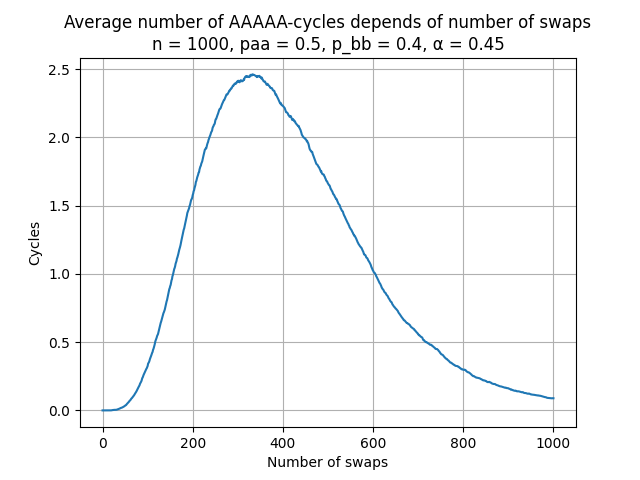 Average number of AAAAA-cycles depends of number of swaps
n = 1000, paa = 0.5, p_bb = 0.4, α = 0.45
2.5
2.0
1.5
1.0
0.5
0.0
Cycles
0 200 400 600 800 1000
Number of swaps